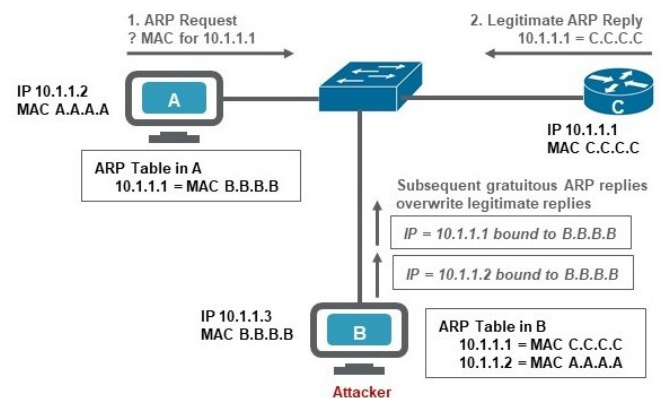 1. ARP Request
? MAC for 10.1.1.1
2. Legitimate ARP Reply
10.1.1.1 = C.C.C.C
IP 10.1.1.2
MAC A.A.A.A
A
C
IP 10.1.1.1
MAC C.C.C.C
ARP Table in A
10.1.1.1 = MAC B.B.B.B
Subsequent gratuitous ARP replies
overwrite legitimate replies
IP = 10.1.1.1 bound to B.B.B.B
IP = 10.1.1.2 bound to B.B.B.B
IP 10.1.1.3
MAC B.B.B.B
B
ARP Table in B
10.1.1.1 = MAC C.C.C.C
10.1.1.2 = MAC A.A.A.A
Attacker